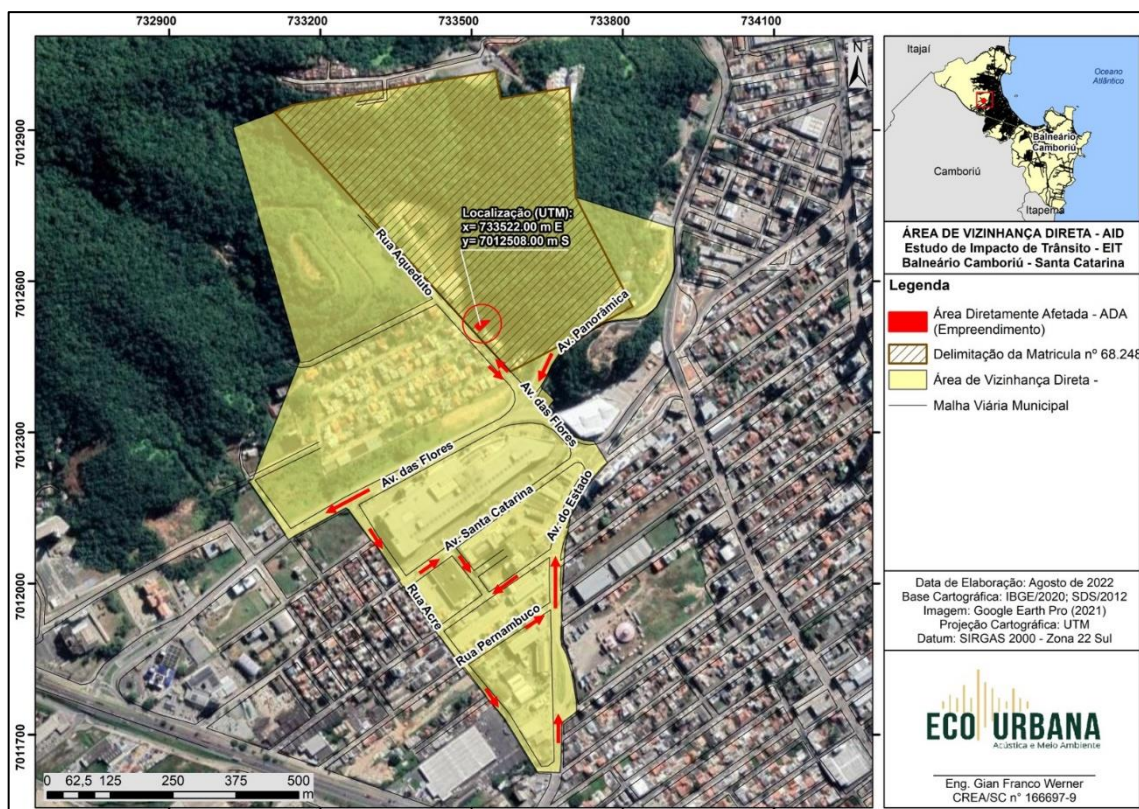 732900
733200
733500
733800
734100
7012900
7012600
7012300
7012000
7011700
N
Localização (UTM):
x= 733522.00 m E
y= 7012508.00 m S
Rua Aqueduto
Av. Panorâmica
Av. das Flores
Av. das Flores
Av. Santa Catarina
Av. do Estado
Rua Acre
Rua Pernambuco
0 62,5 125 250 375 500
m
Itajaí
Oceano
Atlântico
Balneário
Camboriú
Camboriú
Itapema
ÁREA DE VIZINHANÇA DIRETA - AID
Estudo de Impacto de Trânsito - EIT
Balneário Camboriú - Santa Catarina
Legenda
Área Diretamente Afetada - ADA
(Empreendimento)
Delimitação da Matricula nº 68.248
Área de Vizinhança Direta -
Malha Viária Municipal
Data de Elaboração: Agosto de 2022
Base Cartográfica: IBGE/2020; SDS/2012
Imagem: Google Earth Pro (2021)
Projeção Cartográfica: UTM
Datum: SIRGAS 2000 - Zona 22 Sul
ECO URBANA
Acústica e Meio Ambiente
Eng. Gian Franco Werner
CREA/SC n° 166697-9